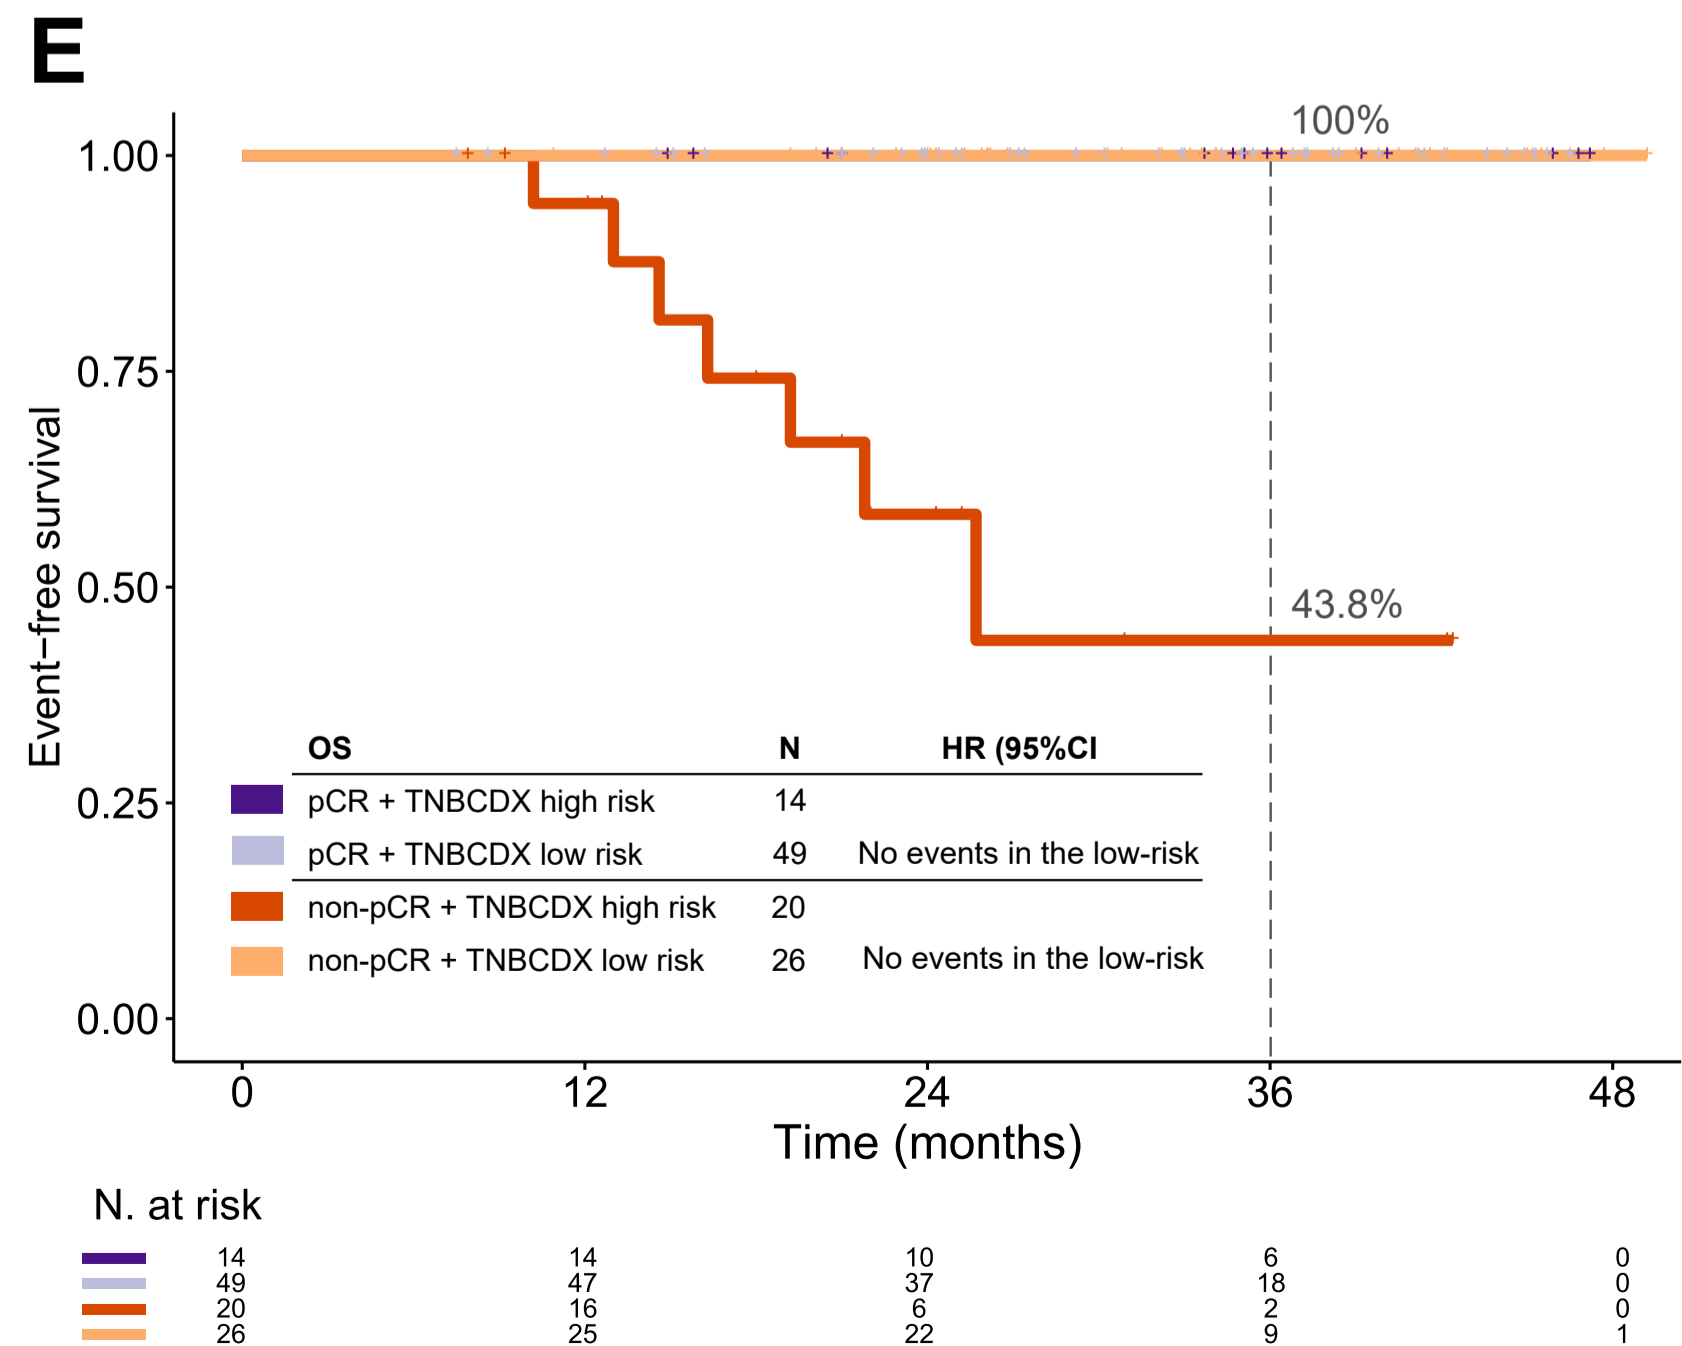 E
100%
1.00
0.75
0.50
0.25
0.00
Event−free survival
43.8%
OS N HR (95%CI
pCR + TNBCDX high risk 14
pCR + TNBCDX low risk 49 No events in the low-risk
non-pCR + TNBCDX high risk 20
non-pCR + TNBCDX low risk 26 No events in the low-risk
0 12 24 36 48
Time (months)
N. at risk
14 14 10 6 0
49 47 37 18 0
20 16 6 2 0
26 25 22 9 1